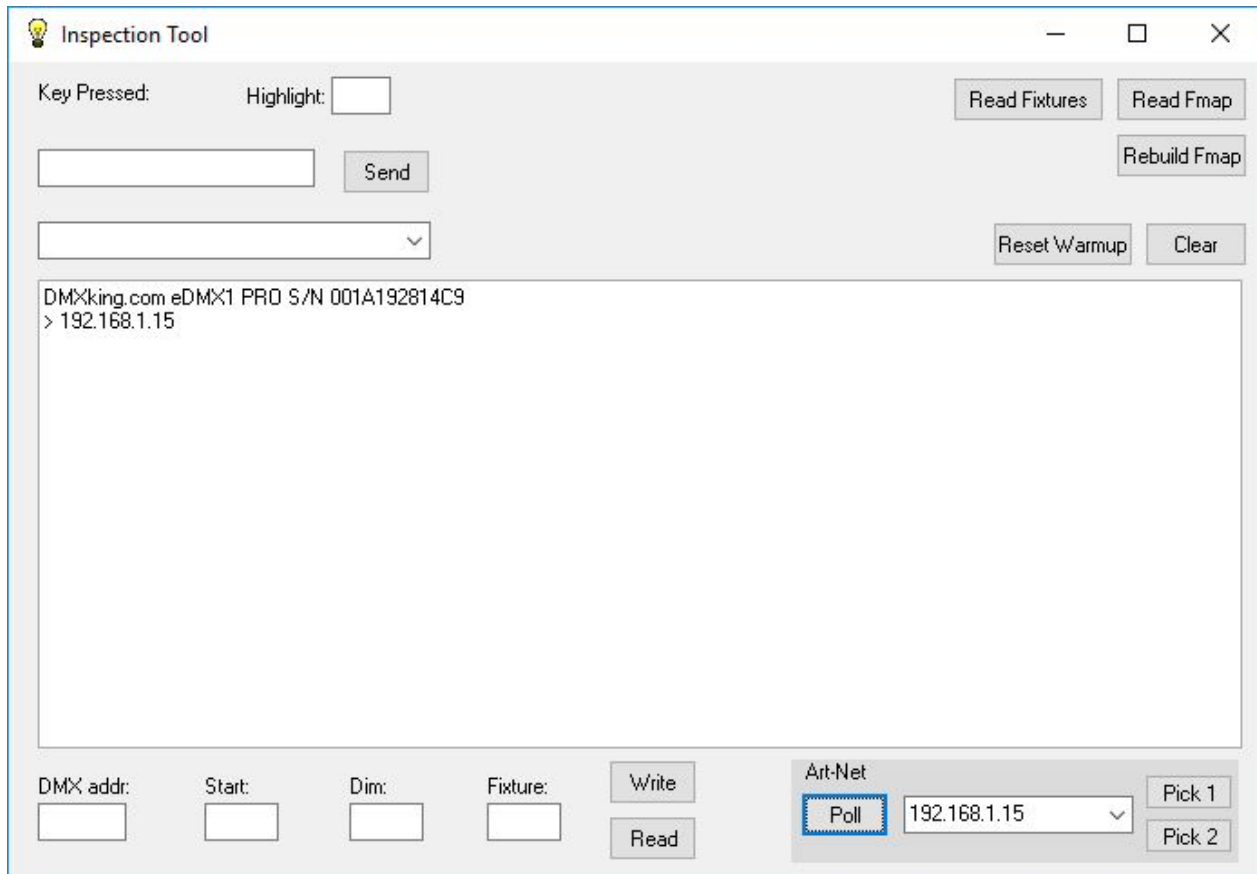 Inspection Tool
Key Pressed:
Highlight:
Read Fixtures
Read Fmap
Rebuild Fmap
Send
Reset Warmup
Clear
DMXking.com eDMX1 PRO S/N 001A192814C9
> 192.168.1.15
DMX addr:
Start:
Dim:
Fixture:
Write
Read
Art-Net
Poll
192.168.1.15
Pick 1
Pick 2